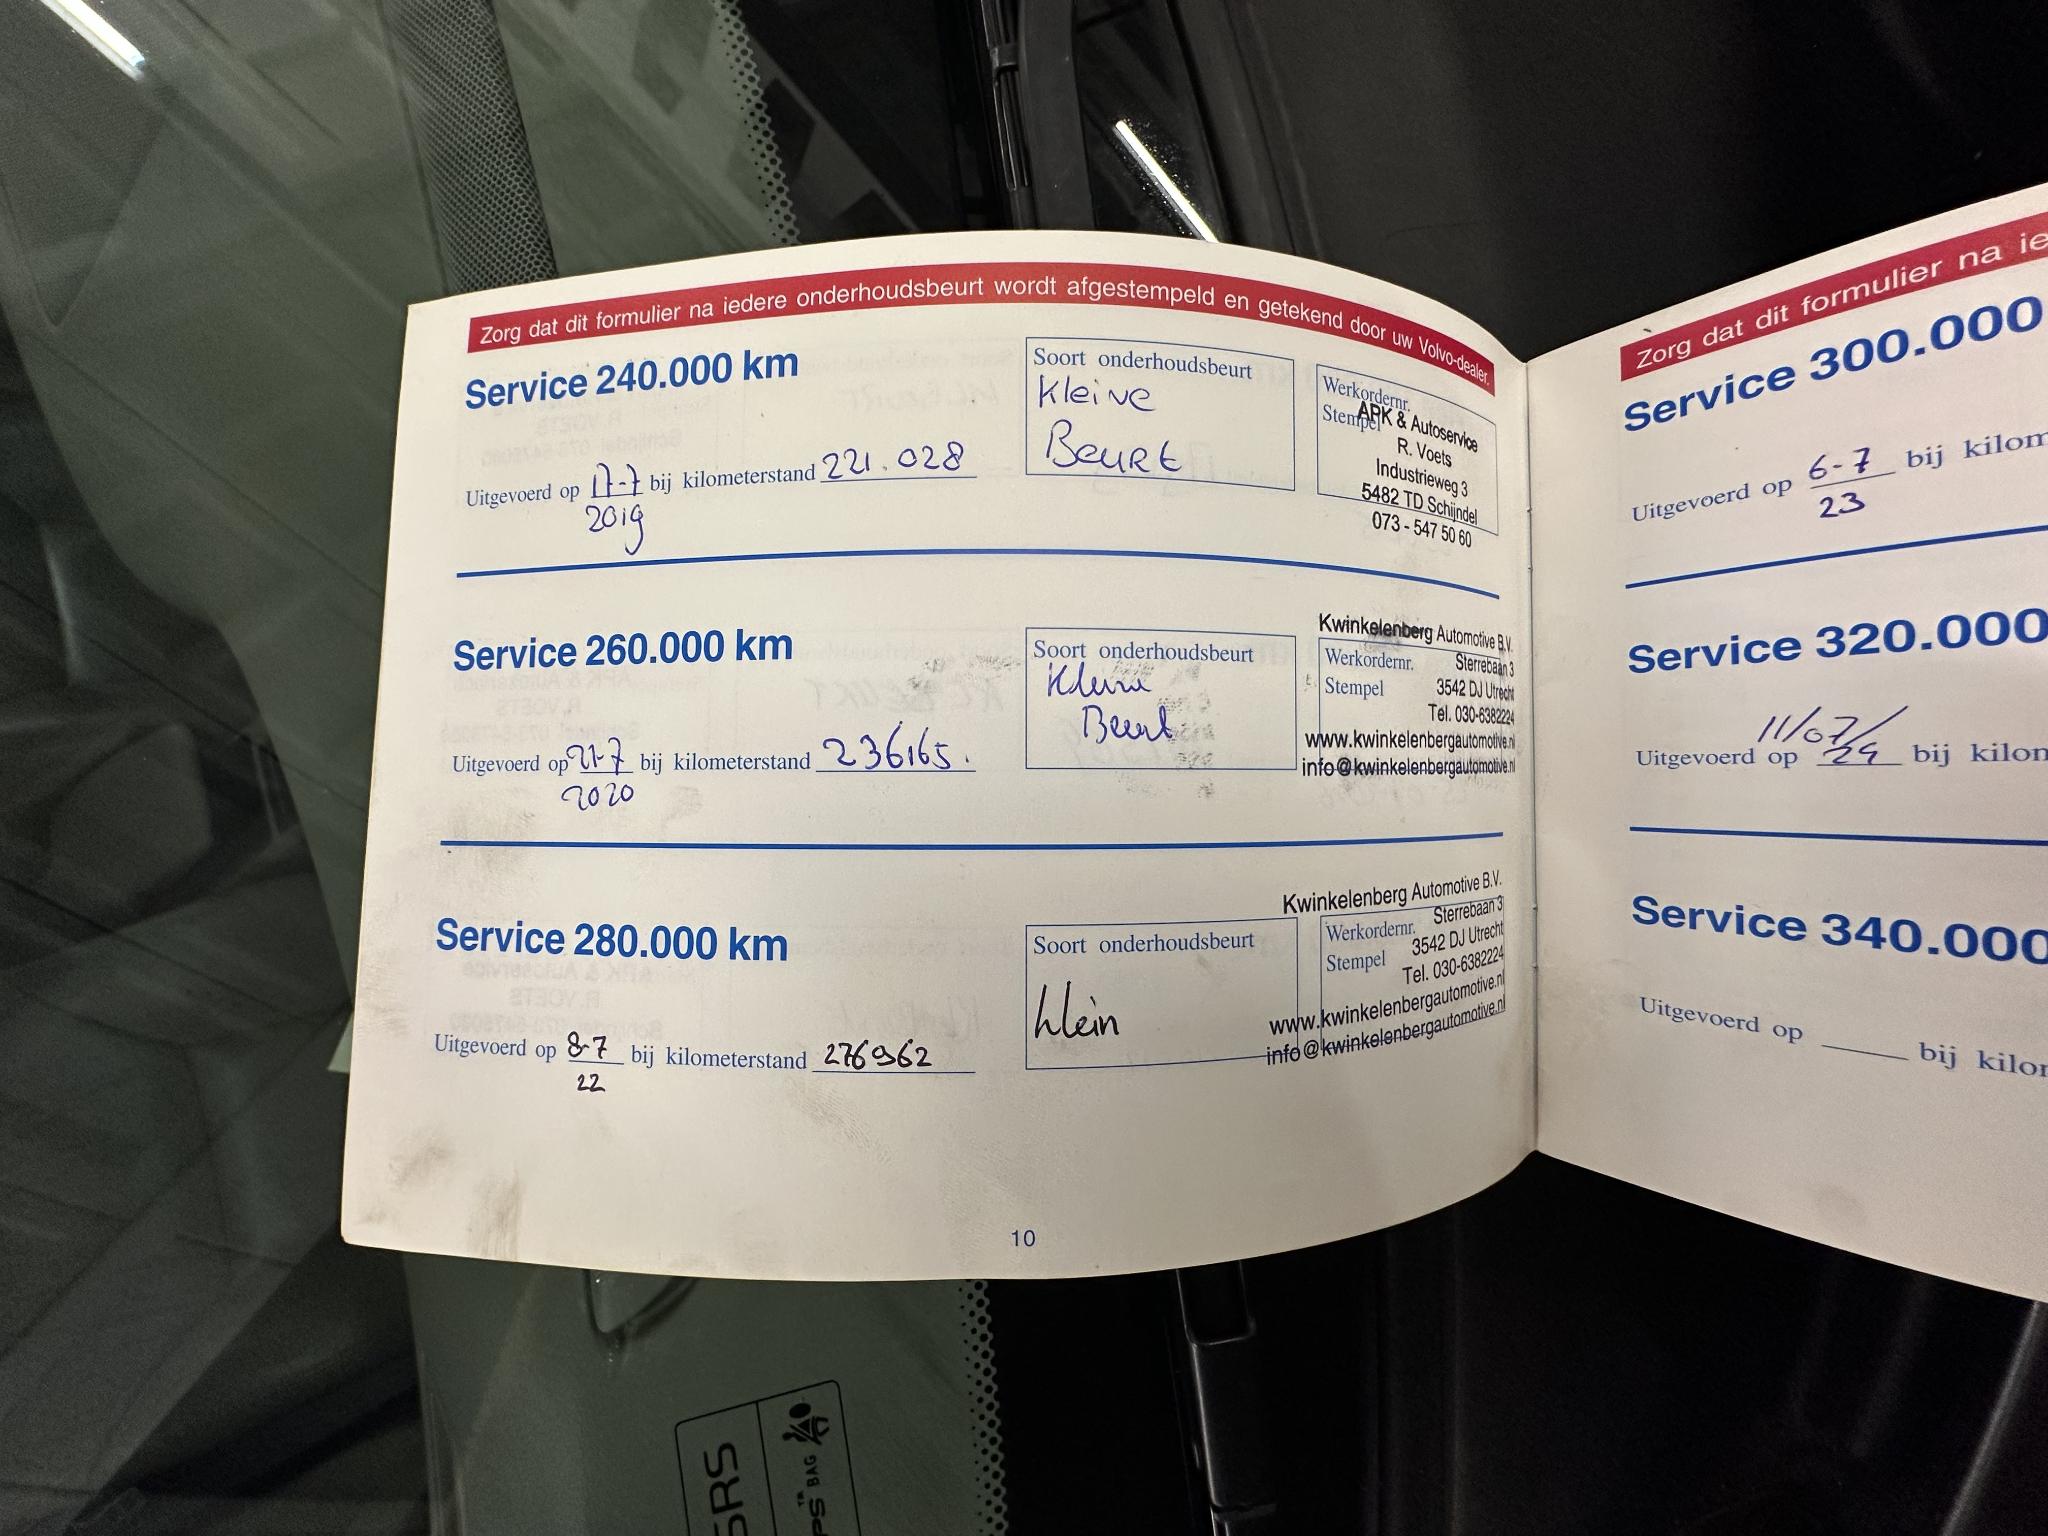 Zorg dat dit formulier na iedere onderhoudsbeurt wordt afgestempeld en getekend door uw Volvo-dealer.
Service 240.000 km
Uitgevoerd op 17-7 bij kilometerstand 221.028
2019
Soort onderhoudsbeurt
Kleine
Beurt
Werkordernr.
Stempel
APK & Autoservice
R. Voets
Industrieweg 3
5482 TD Schijndel
073 - 547 50 60
Service 260.000 km
Uitgevoerd op 21-7 bij kilometerstand 236165.
2020
Soort onderhoudsbeurt
Kleine
Beurt
Werkordernr.
Stempel
Kwinkelenberg Automotive B.V.
Sterrebaan 3
3542 DJ Utrecht
Tel. 030-6382224
www.kwinkelenbergautomotive.nl
info@kwinkelenbergautomotive.nl
Service 280.000 km
Uitgevoerd op 8-7 bij kilometerstand 276962
22
Soort onderhoudsbeurt
klein
Werkordernr.
Stempel
Kwinkelenberg Automotive B.V.
Sterrebaan 3
3542 DJ Utrecht
Tel. 030-6382224
www.kwinkelenbergautomotive.nl
info@kwinkelenbergautomotive.nl
10
Zorg dat dit formulier na ie
Service 300.000
Uitgevoerd op 6-7 bij kilom
23
Service 320.000
11/07/
Uitgevoerd op 24 bij kilon
Service 340.000
Uitgevoerd op bij kilor
SRS
PS™ BAG